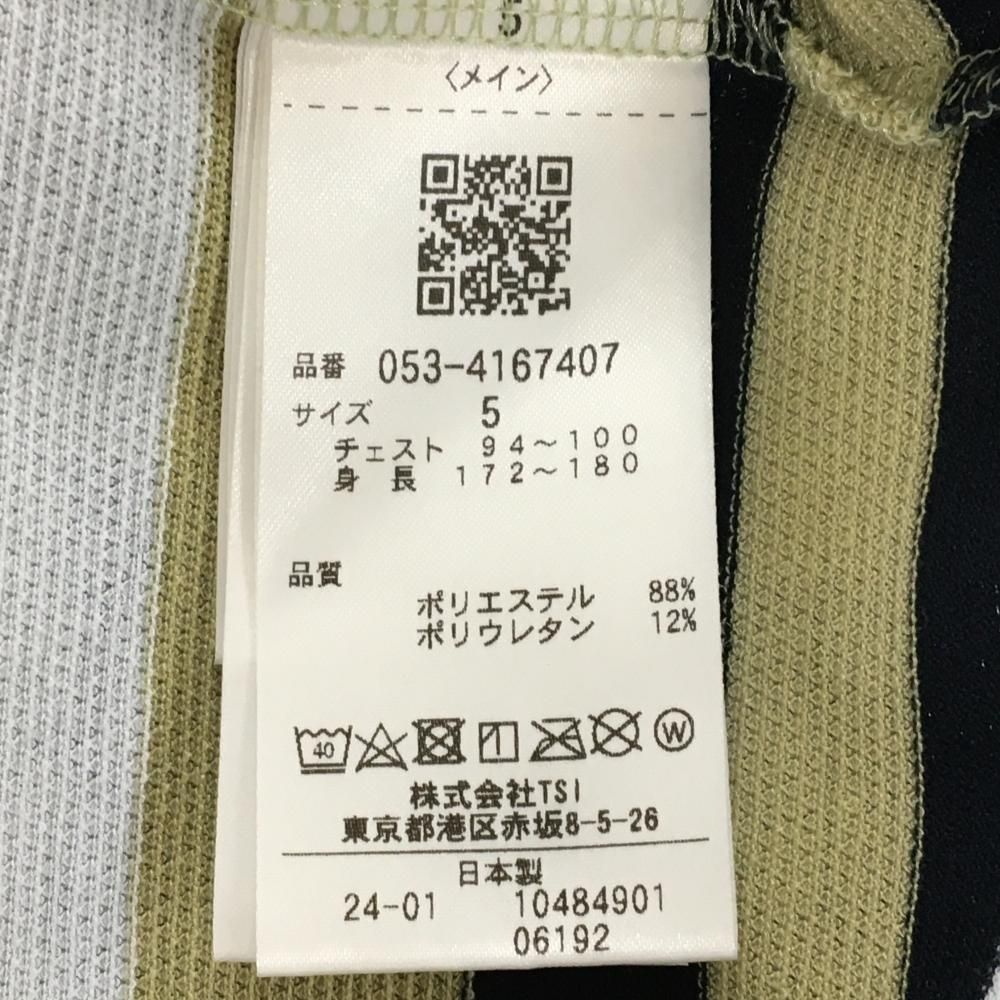 5
〈メイン〉
品番 053-4167407
サイズ 5
チェスト 94～100
身長 172～180
品質
ポリエステル 88%
ポリウレタン 12%
40 W
株式会社TSI
東京都港区赤坂8-5-26
日本製
24-01 10484901
06192